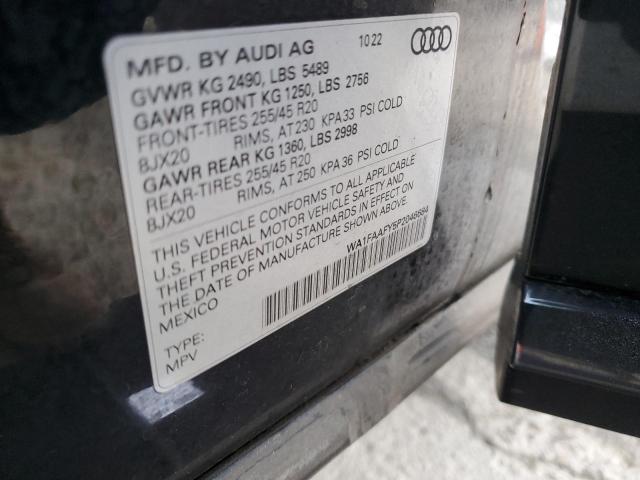 MFD. BY AUDI AG 10 22
GVWR KG 2490, LBS 5489
GAWR FRONT KG 1250, LBS 2756
FRONT-TIRES 255/45 R20
BJX20 RIMS, AT 230 KPA 33 PSI COLD
GAWR REAR KG 1360, LBS 2998
REAR-TIRES 255/45 R20
BJX20 RIMS, AT 250 KPA 36 PSI COLD
THIS VEHICLE CONFORMS TO ALL APPLICABLE
U.S. FEDERAL MOTOR VEHICLE SAFETY AND
THEFT PREVENTION STANDARDS IN EFFECT ON
THE DATE OF MANUFACTURE SHOWN ABOVE.
MEXICO WA1FAAFY5P2046684
TYPE:
MPV